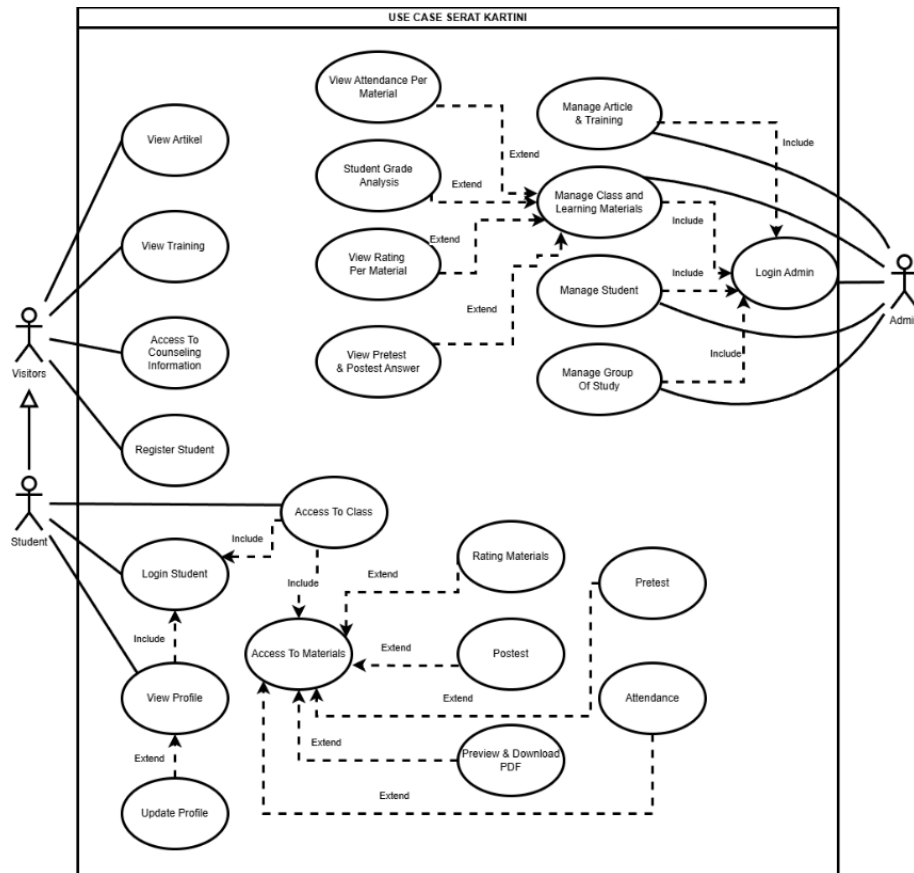 USE CASE SERAT KARTINI
View Attendance Per
Material
Manage Article
& Training
View Artikel
Include
Extend
Student Grade
Analysis
Extend
Manage Class and
Learning Materials
Include
View Training
Extend
View Rating
Per Material
Include
Login Admin
Manage Student
Extend
Admin
Visitors
Access To
Counseling
Information
View Pretest
& Postest Answer
Include
Manage Group
Of Study
Register Student
Student
Access To Class
Include
Login Student
Include
Extend
Rating Materials
Pretest
Include
Access To Materials
Extend
Postest
View Profile
Extend
Attendance
Extend
Extend
Preview & Download
PDF
Extend
Update Profile